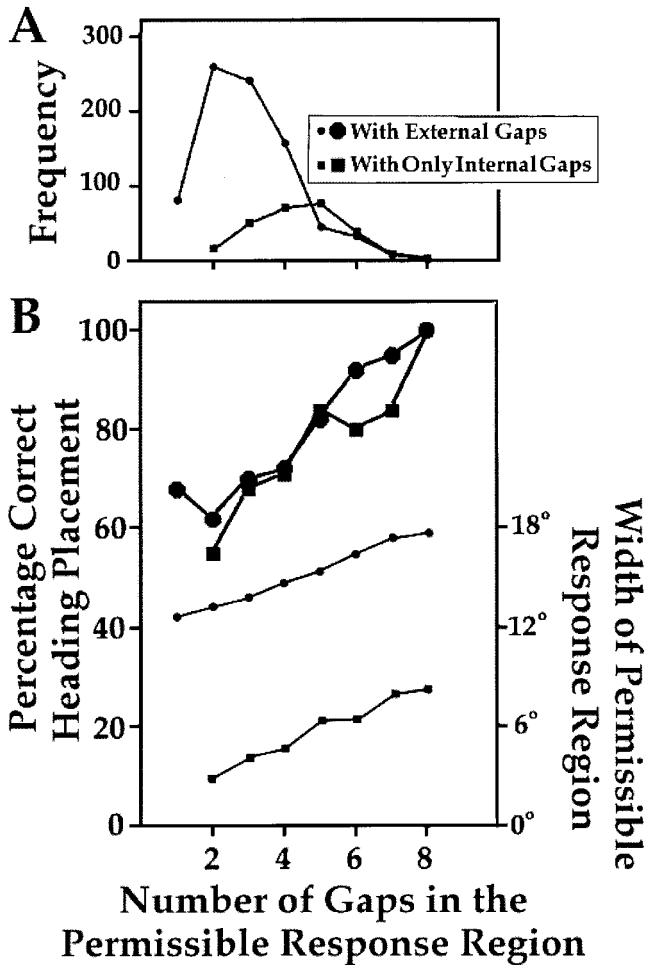 A
300
200
100
0
Frequency
With External Gaps
With Only Internal Gaps
B
100
80
60
40
20
0
Percentage Correct
Heading Placement
18°
12°
6°
0°
Width of Permissible
Response Region
2 4 6 8
Number of Gaps in the
Permissible Response Region